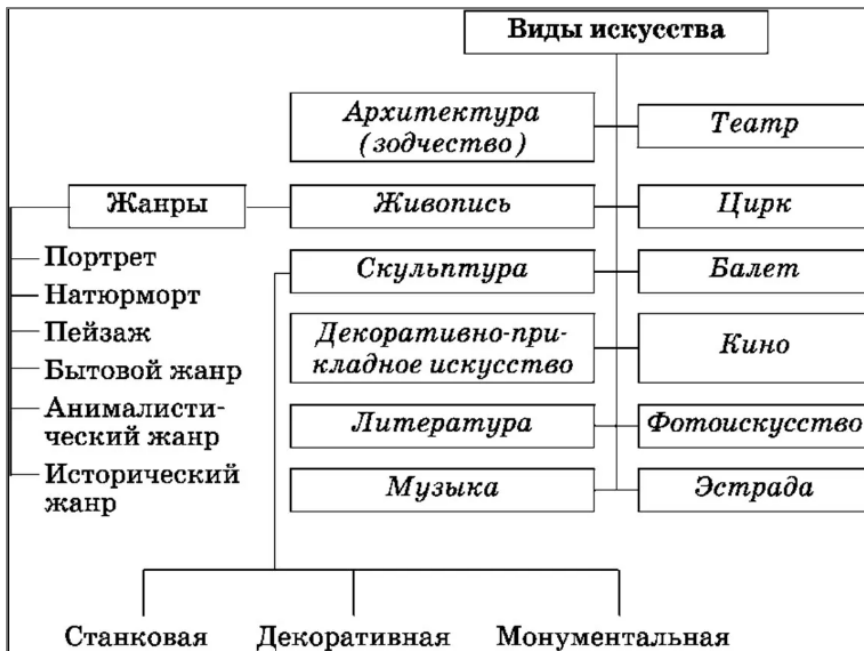 Виды искусства
Архитектура
(зодчество)
Театр
Жанры
Живопись
Цирк
Портрет
Натюрморт
Пейзаж
Бытовой жанр
Анималисти-
ческий жанр
Исторический
жанр
Скульптура
Балет
Декоративно-при-
кладное искусство
Кино
Литература
Фотоискусство
Музыка
Эстрада
Станковая
Декоративная
Монументальная